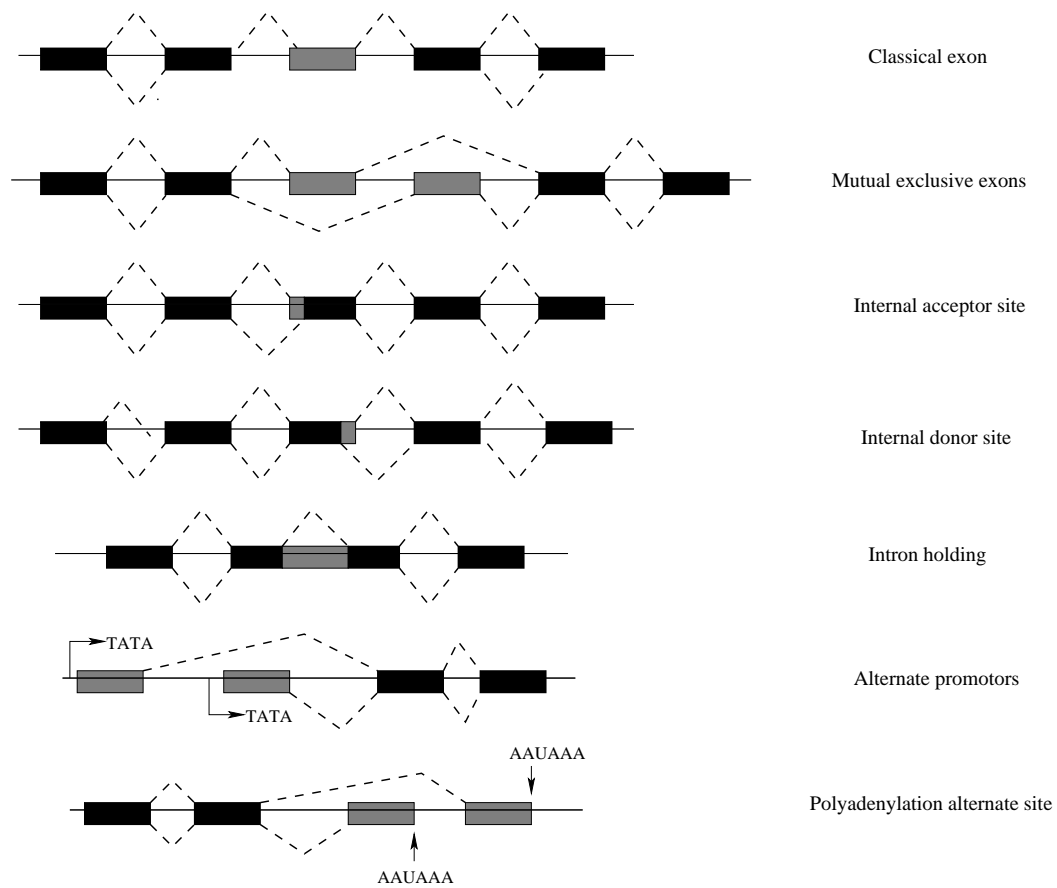 Classical exon
Mutual exclusive exons
Internal acceptor site
Internal donor site
Intron holding
TATA
TATA
Alternate promotors
AAUAAA
Polyadenylation alternate site
AAUAAA